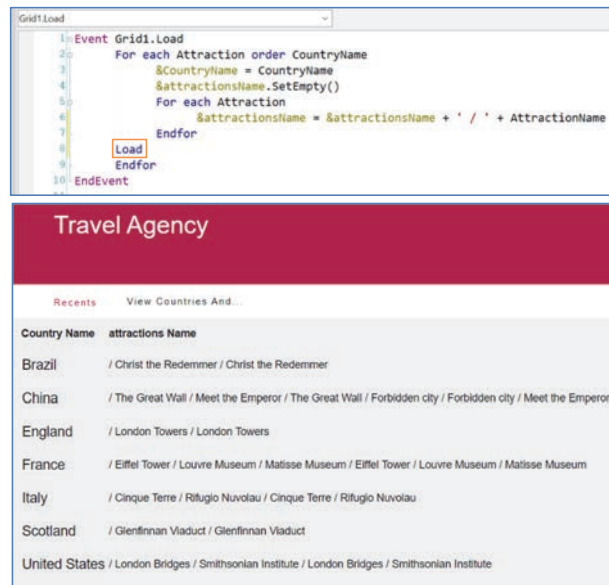 Grid1.Load
1 Event Grid1.Load
2 For each Attraction order CountryName
3 &CountryName = CountryName
4 &attractionsName.SetEmpty()
5 For each Attraction
6 &attractionsName = &attractionsName + ' / ' + AttractionName
7 Endfor
8 Load
9 Endfor
10 EndEvent
Travel Agency
Recents View Countries And...
Country Name attractions Name
Brazil / Christ the Redemmer / Christ the Redemmer
China / The Great Wall / Meet the Emperor / The Great Wall / Forbidden city / Forbidden city / Meet the Emperor
England / London Towers / London Towers
France / Eiffel Tower / Louvre Museum / Matisse Museum / Eiffel Tower / Louvre Museum / Matisse Museum
Italy / Cinque Terre / Rifugio Nuvolau / Cinque Terre / Rifugio Nuvolau
Scotland / Glenfinnan Viaduct / Glenfinnan Viaduct
United States / London Bridges / Smithsonian Institute / London Bridges / Smithsonian Institute